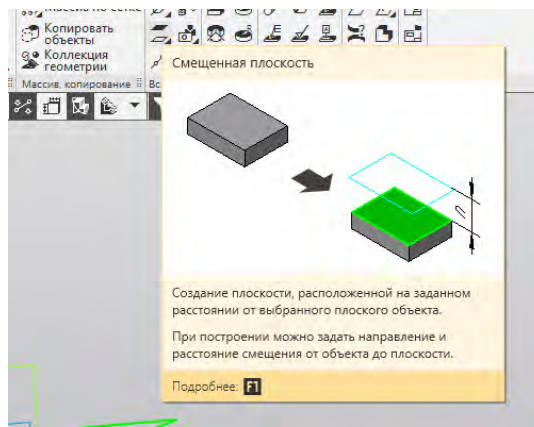 Копировать
объекты
Коллекция
геометрии
Массив, копирование
Смещенная плоскость
Создание плоскости, расположенной на заданном
расстоянии от выбранного плоского объекта.
При построении можно задать направление и
расстояние смещения от объекта до плоскости.
Подробнее: F1